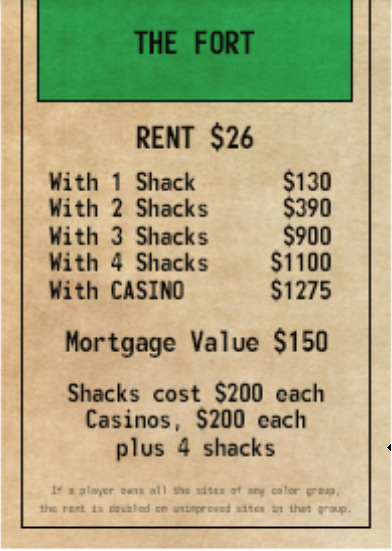 THE FORT
RENT $26
With 1 Shack $130
With 2 Shacks $390
With 3 Shacks $900
With 4 Shacks $1100
With CASINO $1275
Mortgage Value $150
Shacks cost $200 each
Casinos, $200 each
plus 4 shacks
If a player owns all the sites of any color group,
the rent is doubled on unimproved sites in that group.